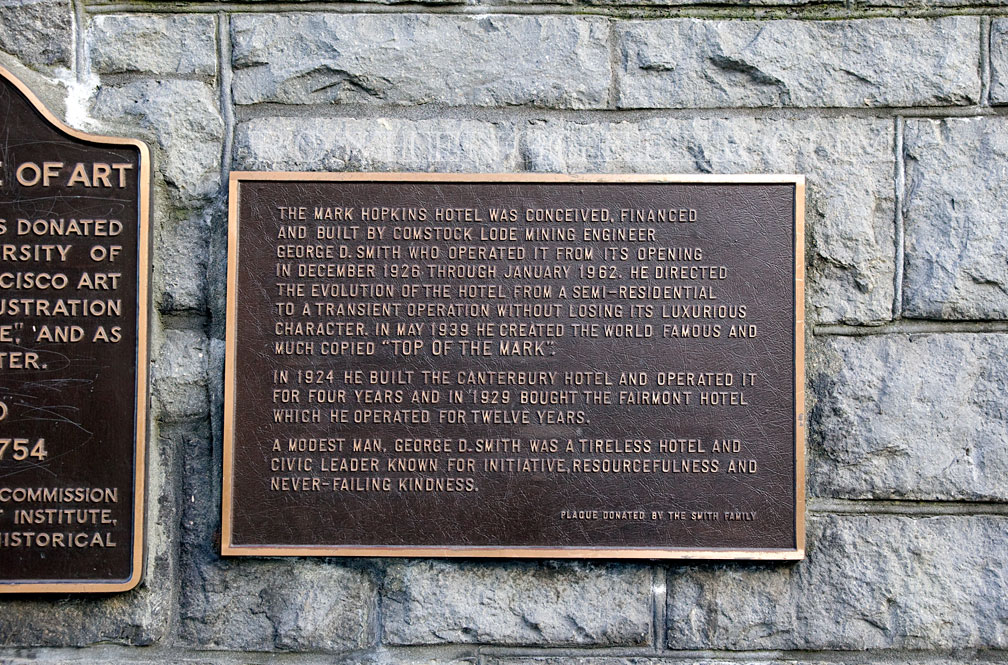 E OF ART
S DONATED
ERSITY OF
CISCO ART
USTRATION
E", 'AND AS
TER.
754
COMMISSION
T INSTITUTE,
HISTORICAL
THE MARK HOPKINS HOTEL WAS CONCEIVED, FINANCED
AND BUILT BY COMSTOCK LODE MINING ENGINEER
GEORGE D. SMITH WHO OPERATED IT FROM ITS OPENING
IN DECEMBER 1926 THROUGH JANUARY 1962. HE DIRECTED
THE EVOLUTION OF THE HOTEL FROM A SEMI-RESIDENTIAL
TO A TRANSIENT OPERATION WITHOUT LOSING ITS LUXURIOUS
CHARACTER. IN MAY 1939 HE CREATED THE WORLD FAMOUS AND
MUCH COPIED "TOP OF THE MARK".
IN 1924 HE BUILT THE CANTERBURY HOTEL AND OPERATED IT
FOR FOUR YEARS AND IN 1929 BOUGHT THE FAIRMONT HOTEL
WHICH HE OPERATED FOR TWELVE YEARS.
A MODEST MAN, GEORGE D. SMITH WAS A TIRELESS HOTEL AND
CIVIC LEADER KNOWN FOR INITIATIVE, RESOURCEFULNESS AND
NEVER-FAILING KINDNESS.
PLAQUE DONATED BY THE SMITH FAMILY